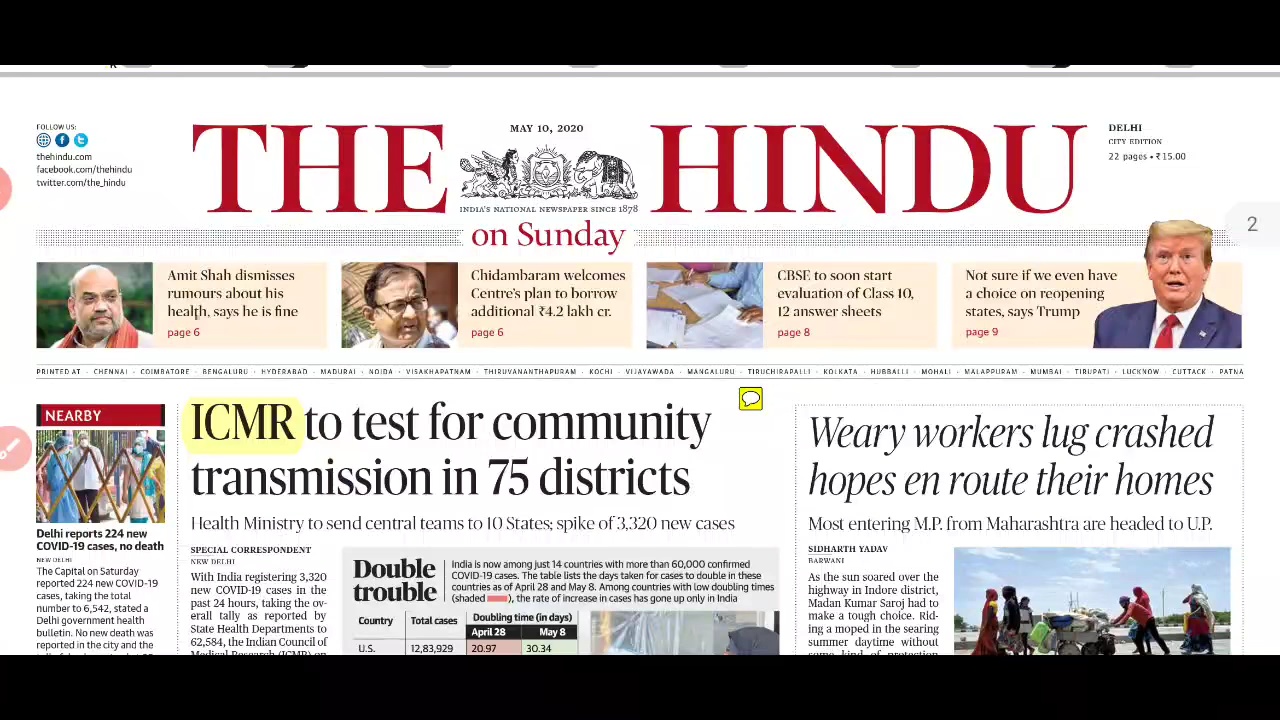 FOLLOW US:
thehindu.com
facebook.com/thehindu
twitter.com/the_hindu
THE HINDU
MAY 10, 2020
INDIA'S NATIONAL NEWSPAPER SINCE 1878
on Sunday
DELHI
CITY EDITION
22 pages • ₹15.00
2
Amit Shah dismisses
rumours about his
health, says he is fine
page 6
Chidambaram welcomes
Centre's plan to borrow
additional ₹4.2 lakh cr.
page 6
CBSE to soon start
evaluation of Class 10,
12 answer sheets
page 8
Not sure if we even have
a choice on reopening
states, says Trump
page 9
PRINTED AT · CHENNAI · COIMBATORE · BENGALURU · HYDERABAD · MADURAI · NOIDA · VISAKHAPATNAM · THIRUVANANTHAPURAM · KOCHI · VIJAYAWADA · MANGALURU · TIRUCHIRAPALLI · KOLKATA · HUBBALLI · MOHALI · MALAPPURAM · MUMBAI · TIRUPATI · LUCKNOW · CUTTACK · PATNA
NEARBY
Delhi reports 224 new
COVID-19 cases, no death
NEW DELHI
The Capital on Saturday
reported 224 new COVID-19
cases, taking the total
number to 6,542, stated a
Delhi government health
bulletin. No new death was
reported in the city and the
ICMR to test for community
transmission in 75 districts
Health Ministry to send central teams to 10 States; spike of 3,320 new cases
SPECIAL CORRESPONDENT
NEW DELHI
With India registering 3,320
new COVID-19 cases in the
past 24 hours, taking the ov-
erall tally as reported by
State Health Departments to
62,584, the Indian Council of
Medical Research (ICMR) on
Double
trouble
India is now among just 14 countries with more than 60,000 confirmed
COVID-19 cases. The table lists the days taken for cases to double in these
countries as of April 28 and May 8. Among countries with low doubling times
(shaded ), the rate of increase in cases has gone up only in India
Country Total cases Doubling time (in days)
April 28 May 8
U.S. 12,83,929 20.97 30.34
Weary workers lug crashed
hopes en route their homes
Most entering M.P. from Maharashtra are headed to U.P.
SIDHARTH YADAV
BARWANI
As the sun soared over the
highway in Indore district,
Madan Kumar Saroj had to
make a tough choice. Rid-
ing a moped in the searing
summer daytime without
some kind of protection